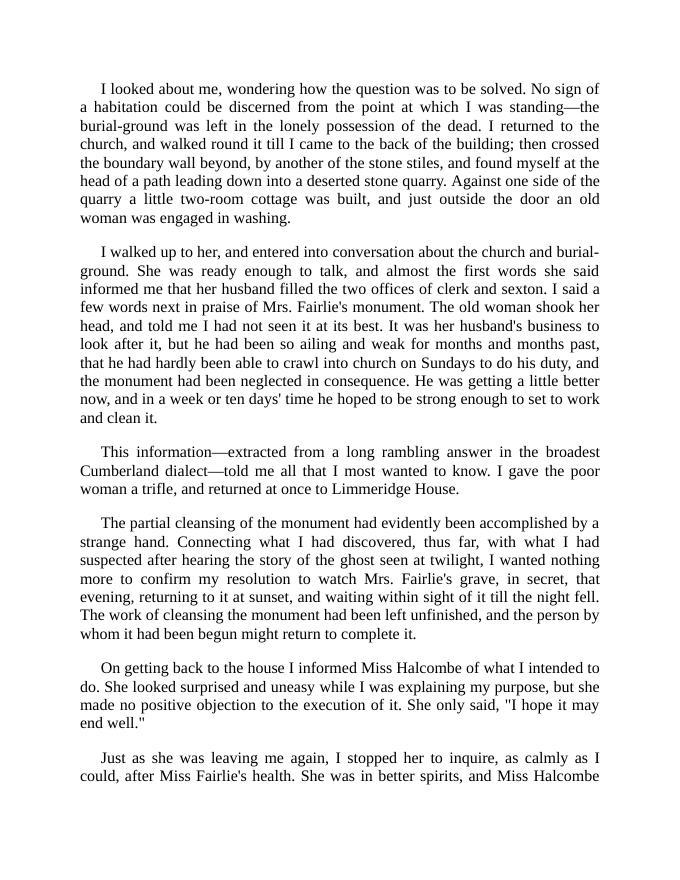 I looked about me, wondering how the question was to be solved. No sign of
a habitation could be discerned from the point at which I was standing—the
burial-ground was left in the lonely possession of the dead. I returned to the
church, and walked round it till I came to the back of the building; then crossed
the boundary wall beyond, by another of the stone stiles, and found myself at the
head of a path leading down into a deserted stone quarry. Against one side of the
quarry a little two-room cottage was built, and just outside the door an old
woman was engaged in washing.
I walked up to her, and entered into conversation about the church and burial-
ground. She was ready enough to talk, and almost the first words she said
informed me that her husband filled the two offices of clerk and sexton. I said a
few words next in praise of Mrs. Fairlie's monument. The old woman shook her
head, and told me I had not seen it at its best. It was her husband's business to
look after it, but he had been so ailing and weak for months and months past,
that he had hardly been able to crawl into church on Sundays to do his duty, and
the monument had been neglected in consequence. He was getting a little better
now, and in a week or ten days' time he hoped to be strong enough to set to work
and clean it.
This information—extracted from a long rambling answer in the broadest
Cumberland dialect—told me all that I most wanted to know. I gave the poor
woman a trifle, and returned at once to Limmeridge House.
The partial cleansing of the monument had evidently been accomplished by a
strange hand. Connecting what I had discovered, thus far, with what I had
suspected after hearing the story of the ghost seen at twilight, I wanted nothing
more to confirm my resolution to watch Mrs. Fairlie's grave, in secret, that
evening, returning to it at sunset, and waiting within sight of it till the night fell.
The work of cleansing the monument had been left unfinished, and the person by
whom it had been begun might return to complete it.
On getting back to the house I informed Miss Halcombe of what I intended to
do. She looked surprised and uneasy while I was explaining my purpose, but she
made no positive objection to the execution of it. She only said, "I hope it may
end well."
Just as she was leaving me again, I stopped her to inquire, as calmly as I
could, after Miss Fairlie's health. She was in better spirits, and Miss Halcombe